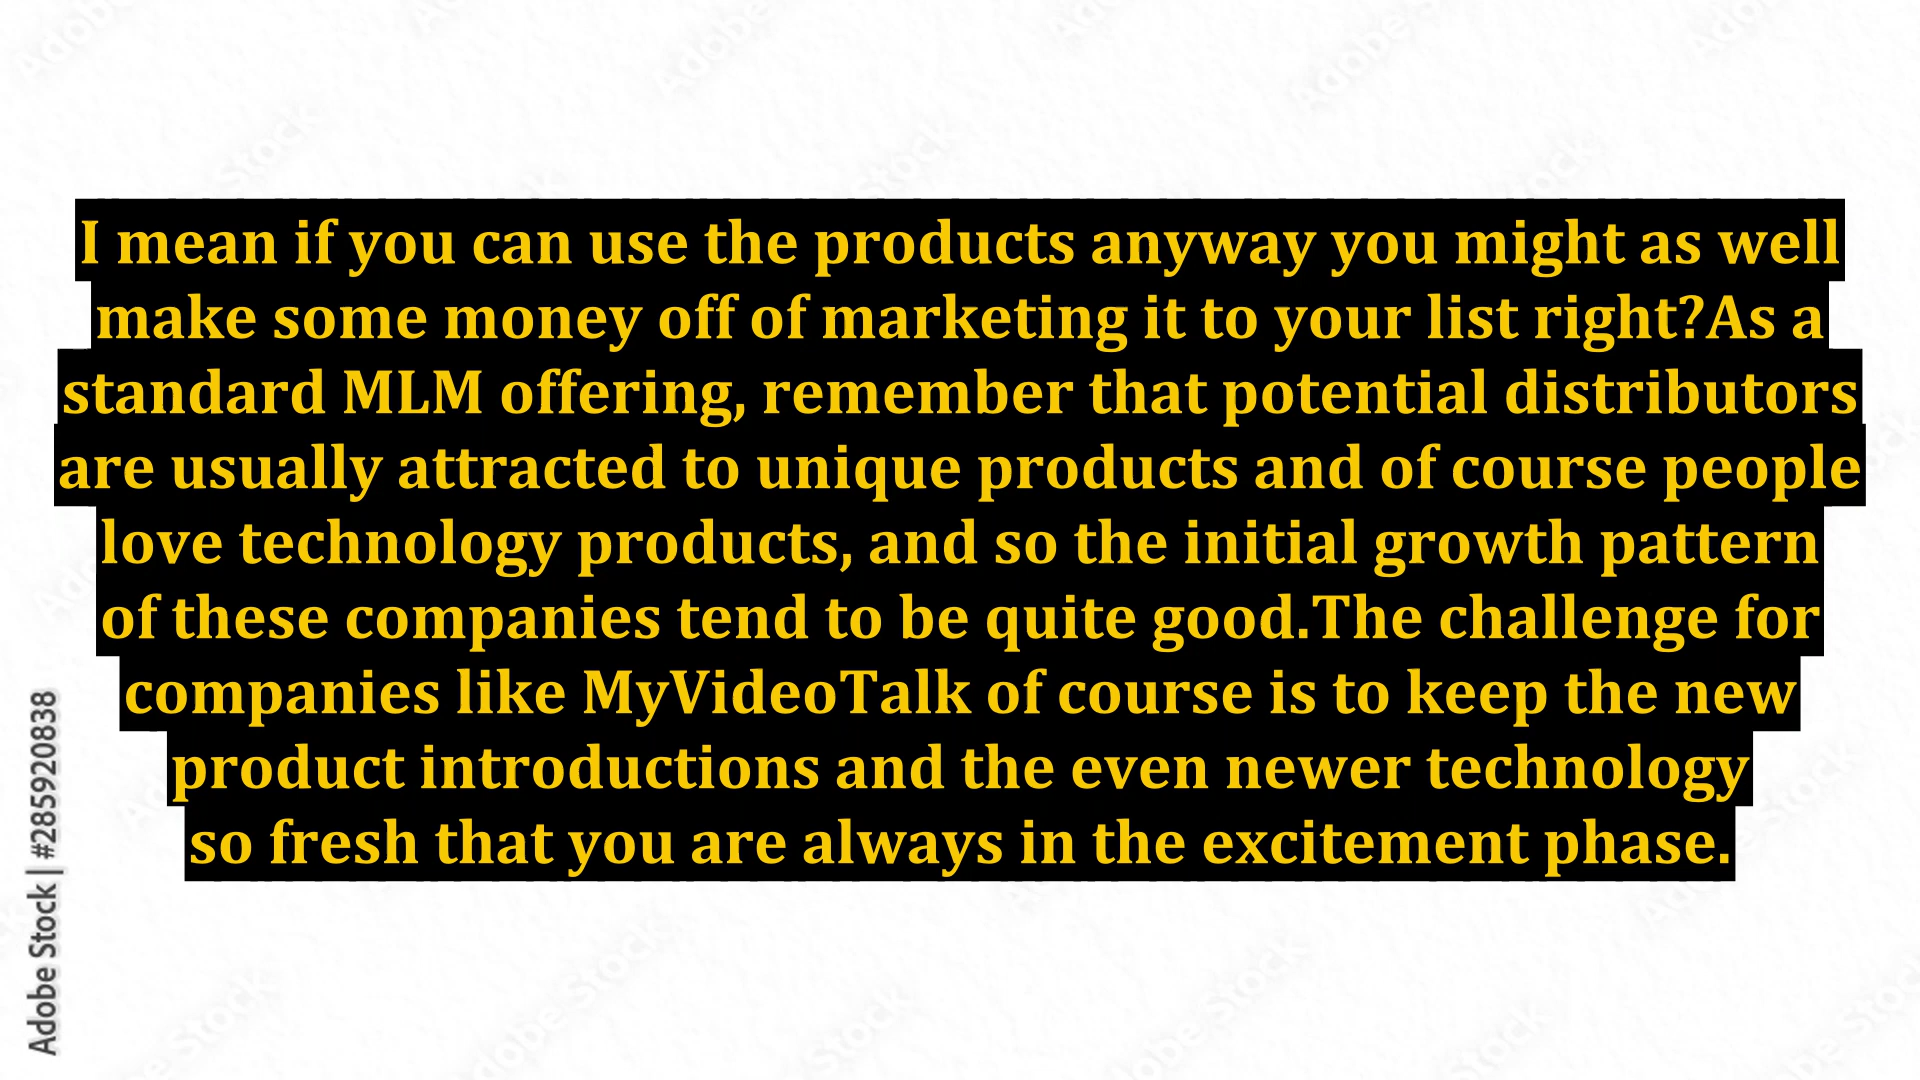 I mean if you can use the products anyway you might as well
make some money off of marketing it to your list right?As a
standard MLM offering, remember that potential distributors
are usually attracted to unique products and of course people
love technology products, and so the initial growth pattern
of these companies tend to be quite good.The challenge for
companies like MyVideoTalk of course is to keep the new
product introductions and the even newer technology
so fresh that you are always in the excitement phase.
Adobe Stock | #285920838